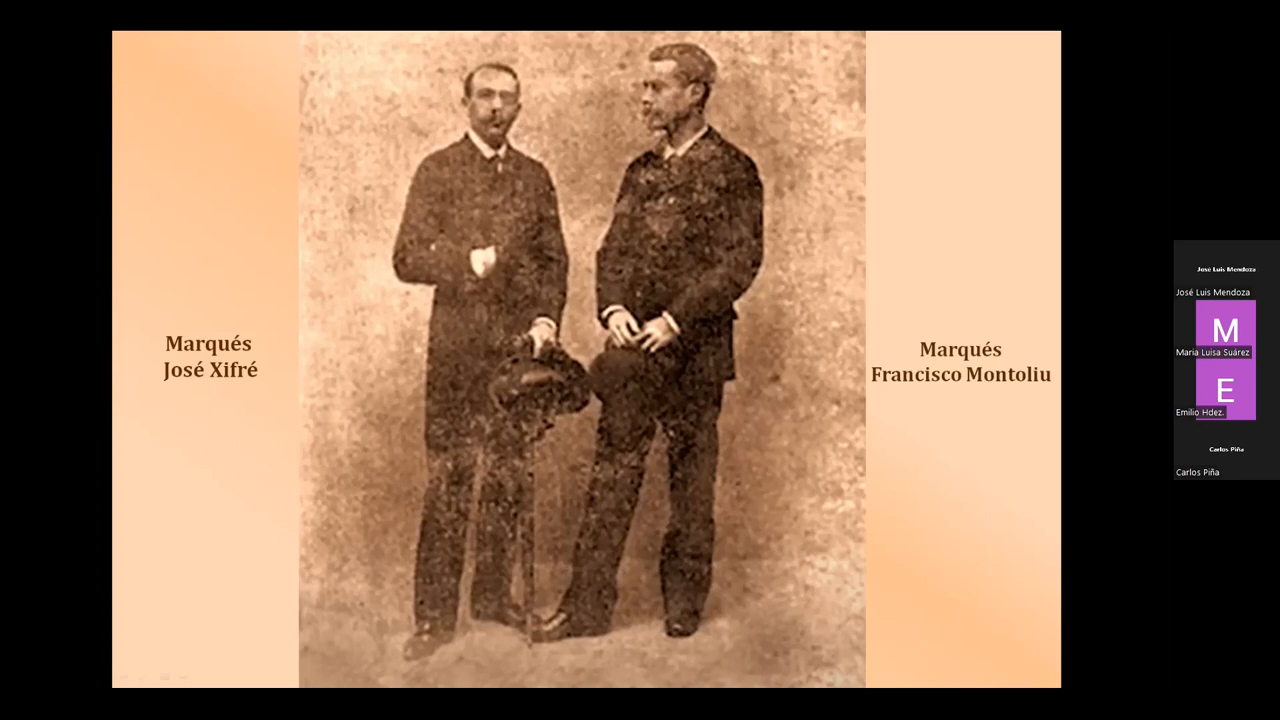 Marqués
José Xifré
Marqués
Francisco Montoliu
José Luis Mendoza
José Luis Mendoza
M
Maria Luisa Suárez
E
Emilio Hdez.
Carlos Piña
Carlos Piña